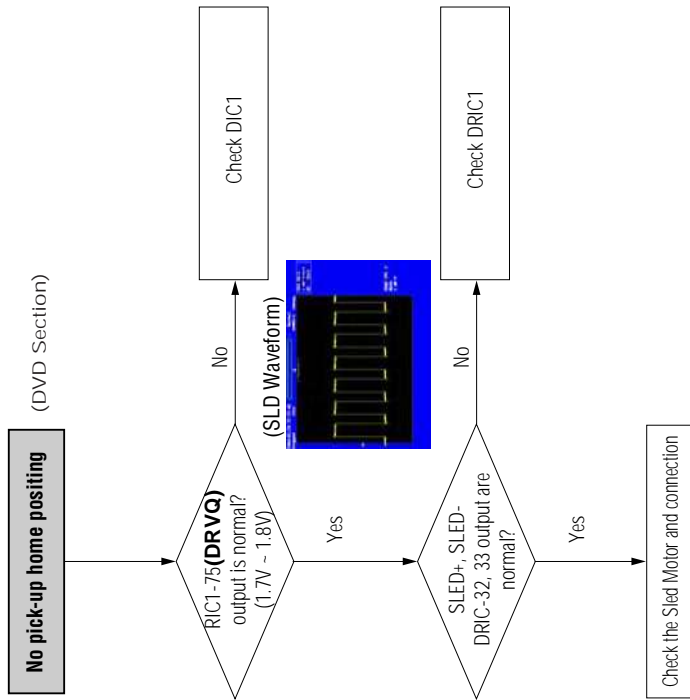 (DVD Section)
No pick-up home positing
RIC1-75(DRVQ)
output is normal?
(1.7V ~ 1.8V)
No
Check DIC1
Yes
(SLD Waveform)
SLED+, SLED-
DRIC-32, 33 output are
normal?
No
Check DRIC1
Yes
Check the Sled Motor and connection